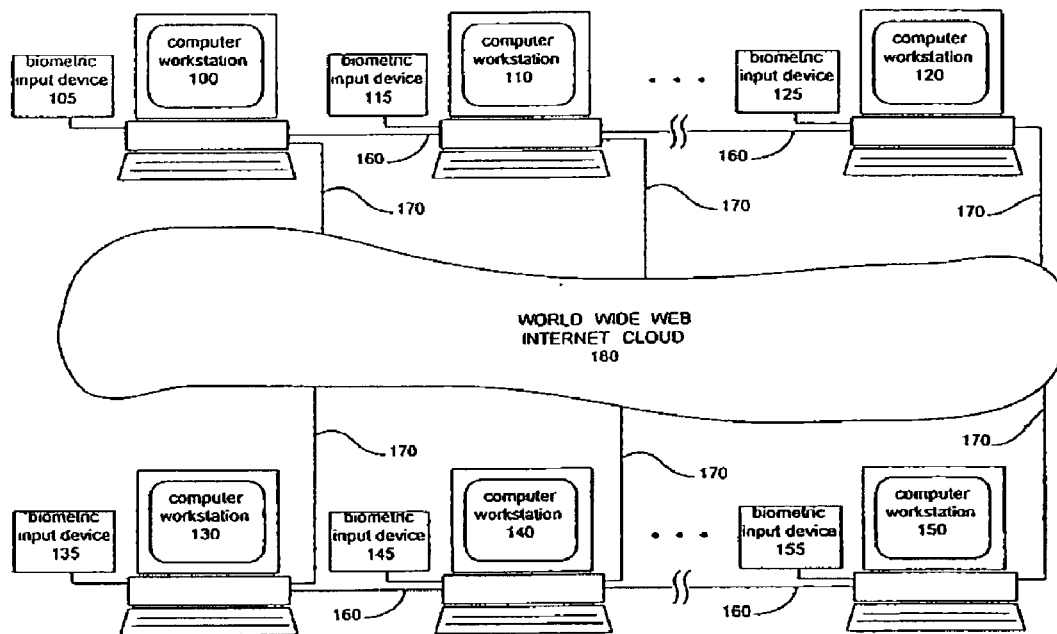 computer
workstation
100
biometric
input device
105
computer
workstation
110
biometric
input device
115
computer
workstation
120
biometric
input device
125
160
160
170
170
170
WORLD WIDE WEB
INTERNET CLOUD
180
170
170
170
computer
workstation
130
biometric
input device
135
computer
workstation
140
biometric
input device
145
computer
workstation
150
biometric
input device
155
160
160